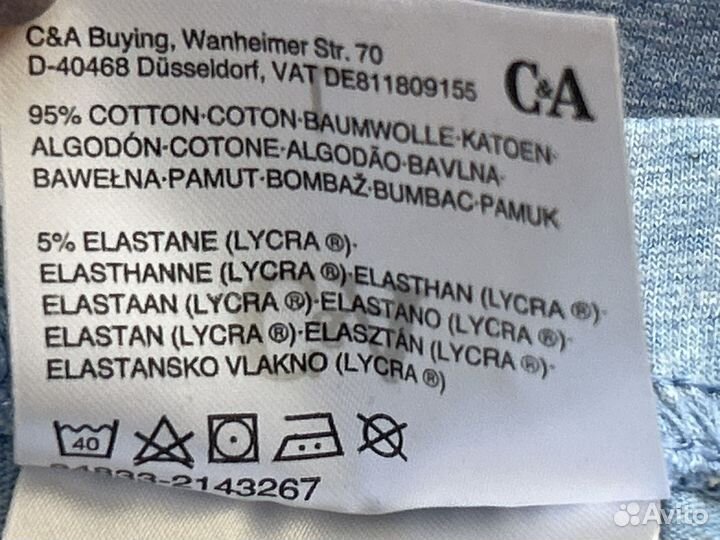 C&A Buying, Wanheimer Str. 70
D-40468 Düsseldorf, VAT DE811809155
C&A
95% COTTON·COTON·BAUMWOLLE·KATOEN·
ALGODÓN·COTONE·ALGODÃO·BAVLNA·
BAWEŁNA·PAMUT·BOMBAŽ·BUMBAC·PAMUK
5% ELASTANE (LYCRA ®)·
ELASTHANNE (LYCRA ®)·ELASTHAN (LYCRA ®)·
ELASTAAN (LYCRA ®)·ELASTANO (LYCRA ®)·
ELASTAN (LYCRA ®)·ELASZTÁN (LYCRA ®)·
ELASTANSKO VLAKNO (LYCRA ®)
40
Avito